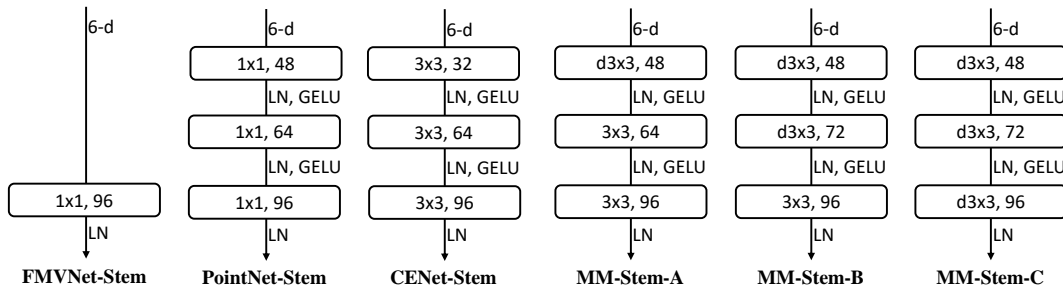 6-d 6-d 6-d 6-d 6-d 6-d
1x1, 48 3x3, 32 d3x3, 48 d3x3, 48 d3x3, 48
LN, GELU LN, GELU LN, GELU LN, GELU LN, GELU
1x1, 64 3x3, 64 3x3, 64 d3x3, 72 d3x3, 72
LN, GELU LN, GELU LN, GELU LN, GELU LN, GELU
1x1, 96 1x1, 96 3x3, 96 3x3, 96 3x3, 96 d3x3, 96
LN LN LN LN LN LN
FMVNet-Stem PointNet-Stem CENet-Stem MM-Stem-A MM-Stem-B MM-Stem-C